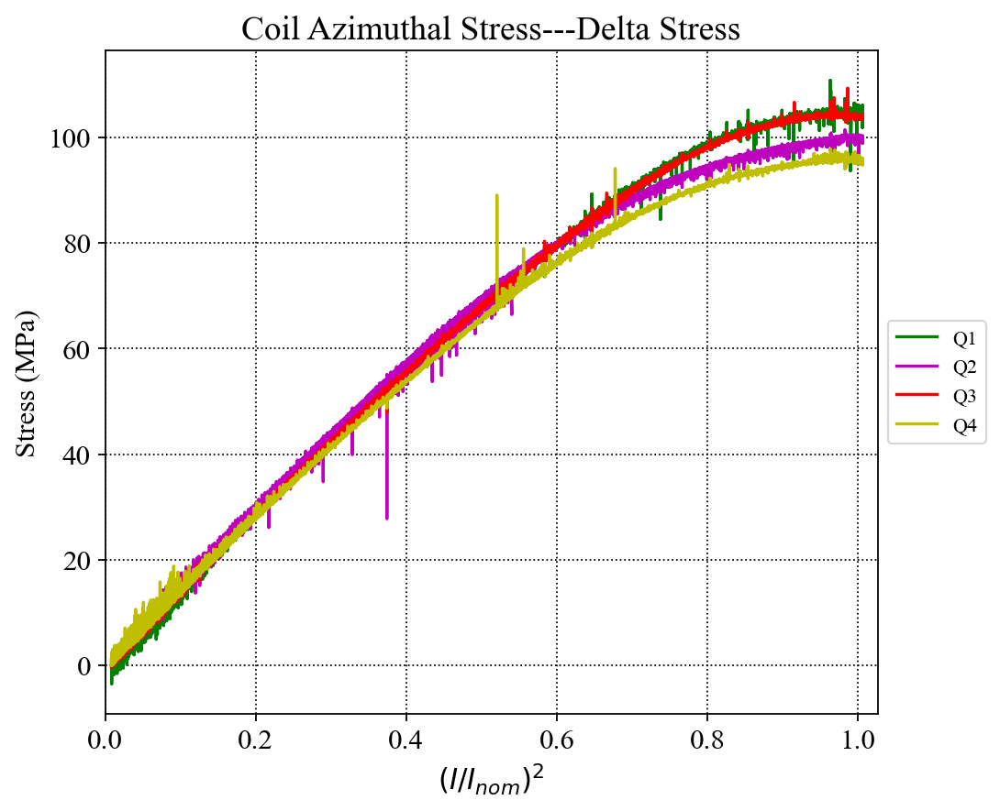 Coil Azimuthal Stress---Delta Stress
Stress (MPa)
100
80
60
40
20
0
0.0 0.2 0.4 0.6 0.8 1.0
(I/I_nom)²
Q1
Q2
Q3
Q4